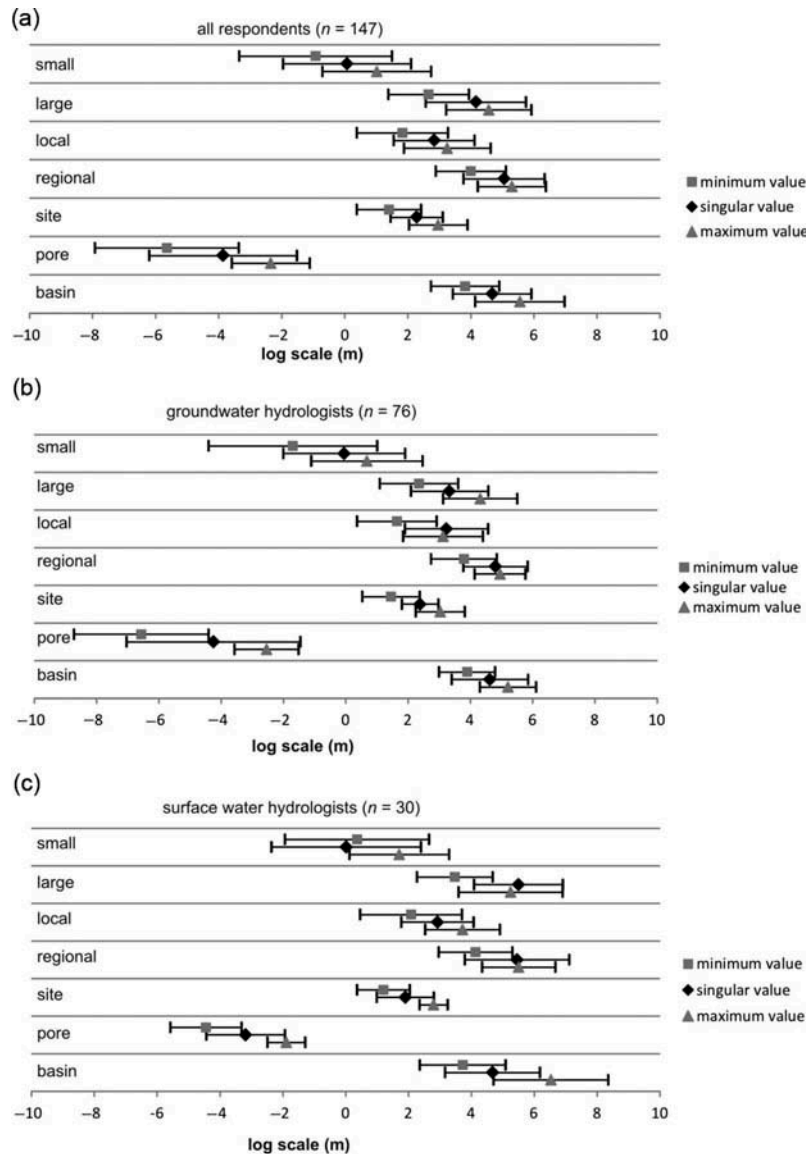 (a)
all respondents (n = 147)
small
large
local
regional
site
pore
basin
minimum value
singular value
maximum value
–10 –8 –6 –4 –2 0 2 4 6 8 10
log scale (m)
(b)
groundwater hydrologists (n = 76)
small
large
local
regional
site
pore
basin
minimum value
singular value
maximum value
–10 –8 –6 –4 –2 0 2 4 6 8 10
log scale (m)
(c)
surface water hydrologists (n = 30)
small
large
local
regional
site
pore
basin
minimum value
singular value
maximum value
–10 –8 –6 –4 –2 0 2 4 6 8 10
log scale (m)